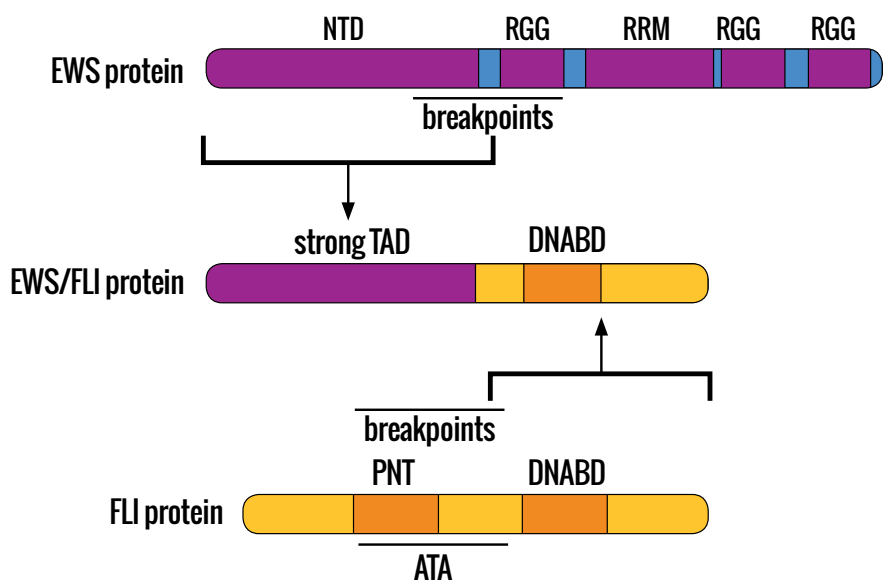 NTD RGG RRM RGG RGG
EWS protein
breakpoints
strong TAD DNABD
EWS/FLI protein
breakpoints
PNT DNABD
FLI protein
ATA